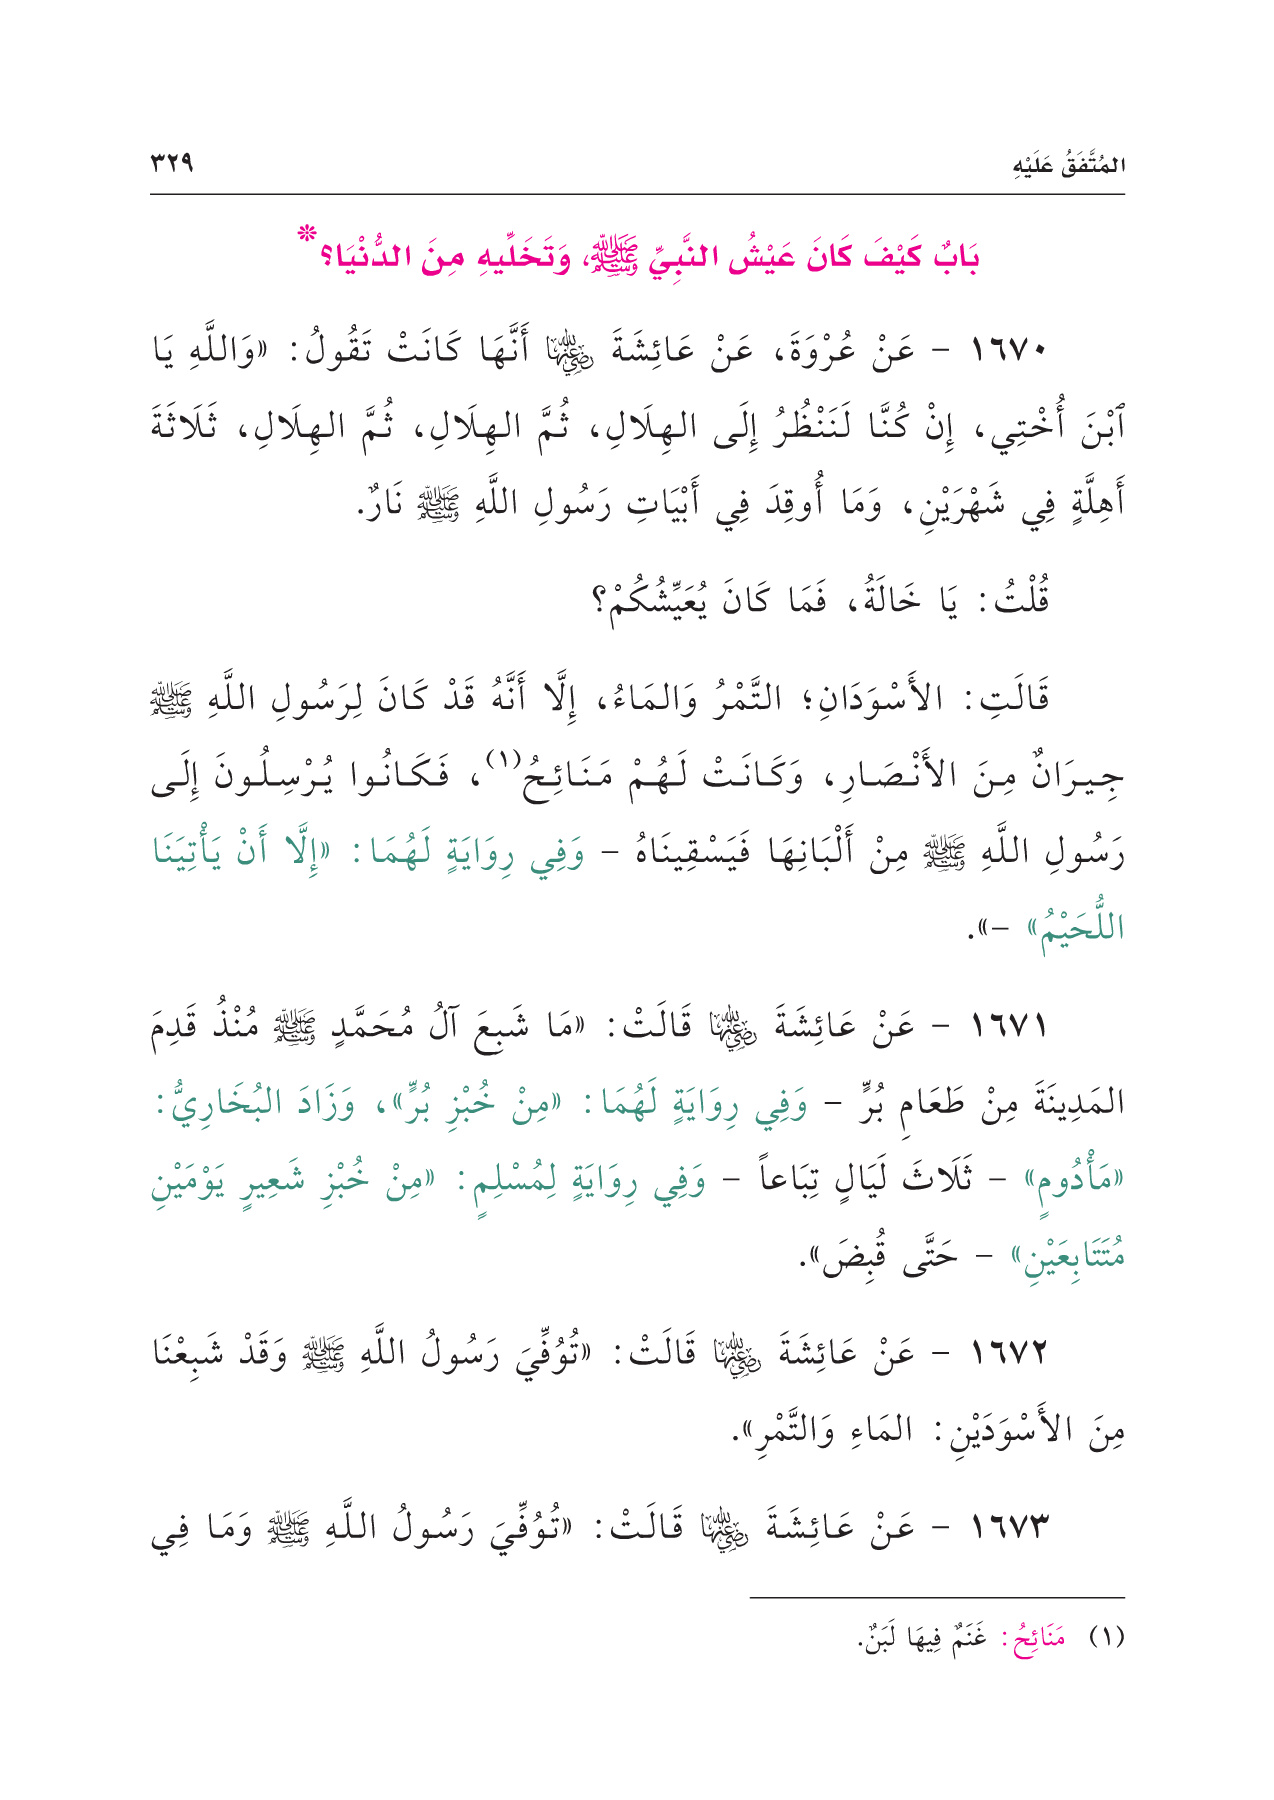 المُتَّفَقُ عَلَيْهِ ٣٢٩
بَابٌ كَيْفَ كَانَ عَيْشُ النَّبِيِّ ﷺ، وَتَخَلِّيهِ مِنَ الدُّنْيَا؟*
١٦٧٠ - عَنْ عُرْوَةَ، عَنْ عَائِشَةَ رضي الله عنها أَنَّهَا كَانَتْ تَقُولُ: «وَاللَّهِ يَا
ٱبْنَ أُخْتِي، إِنْ كُنَّا لَنَنْظُرُ إِلَى الهِلَالِ، ثُمَّ الهِلَالِ، ثُمَّ الهِلَالِ، ثَلَاثَةَ
أَهِلَّةٍ فِي شَهْرَيْنِ، وَمَا أُوقِدَ فِي أَبْيَاتِ رَسُولِ اللَّهِ ﷺ نَارٌ.
قُلْتُ: يَا خَالَةُ، فَمَا كَانَ يُعَيِّشُكُمْ؟
قَالَتِ: الأَسْوَدَانِ؛ التَّمْرُ وَالمَاءُ، إِلَّا أَنَّهُ قَدْ كَانَ لِرَسُولِ اللَّهِ ﷺ
جِيرَانٌ مِنَ الأَنْصَارِ، وَكَانَتْ لَهُمْ مَنَائِحُ(١)، فَكَانُوا يُرْسِلُونَ إِلَى
رَسُولِ اللَّهِ ﷺ مِنْ أَلْبَانِهَا فَيَسْقِينَاهُ - وَفِي رِوَايَةٍ لَهُمَا: «إِلَّا أَنْ يَأْتِيَنَا
اللُّحَيْمُ» -».
١٦٧١ - عَنْ عَائِشَةَ رضي الله عنها قَالَتْ: «مَا شَبِعَ آلُ مُحَمَّدٍ ﷺ مُنْذُ قَدِمَ
المَدِينَةَ مِنْ طَعَامِ بُرٍّ - وَفِي رِوَايَةٍ لَهُمَا: «مِنْ خُبْزِ بُرٍّ»، وَزَادَ البُخَارِيُّ:
«مَأْدُومٍ» - ثَلَاثَ لَيَالٍ تِبَاعاً - وَفِي رِوَايَةٍ لِمُسْلِمٍ: «مِنْ خُبْزِ شَعِيرٍ يَوْمَيْنِ
مُتَتَابِعَيْنِ» - حَتَّى قُبِضَ».
١٦٧٢ - عَنْ عَائِشَةَ رضي الله عنها قَالَتْ: «تُوُفِّيَ رَسُولُ اللَّهِ ﷺ وَقَدْ شَبِعْنَا
مِنَ الأَسْوَدَيْنِ: المَاءِ وَالتَّمْرِ».
١٦٧٣ - عَنْ عَائِشَةَ رضي الله عنها قَالَتْ: «تُوُفِّيَ رَسُولُ اللَّهِ ﷺ وَمَا فِي
(١) مَنَائِحُ: غَنَمٌ فِيهَا لَبَنٌ.